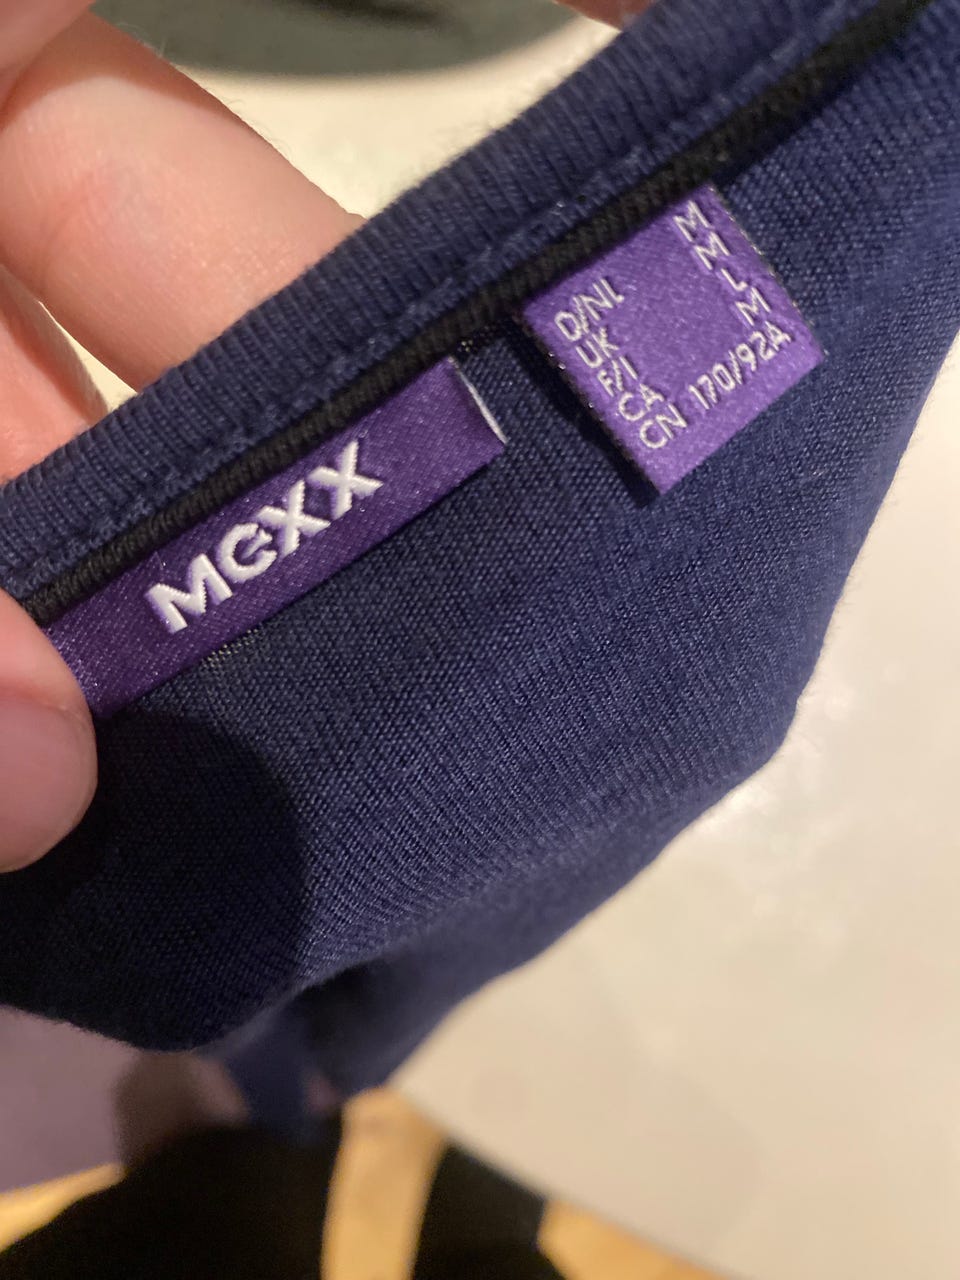 MEXX
D/NL M
UK M
F/I L
CA M
CN 170/92A